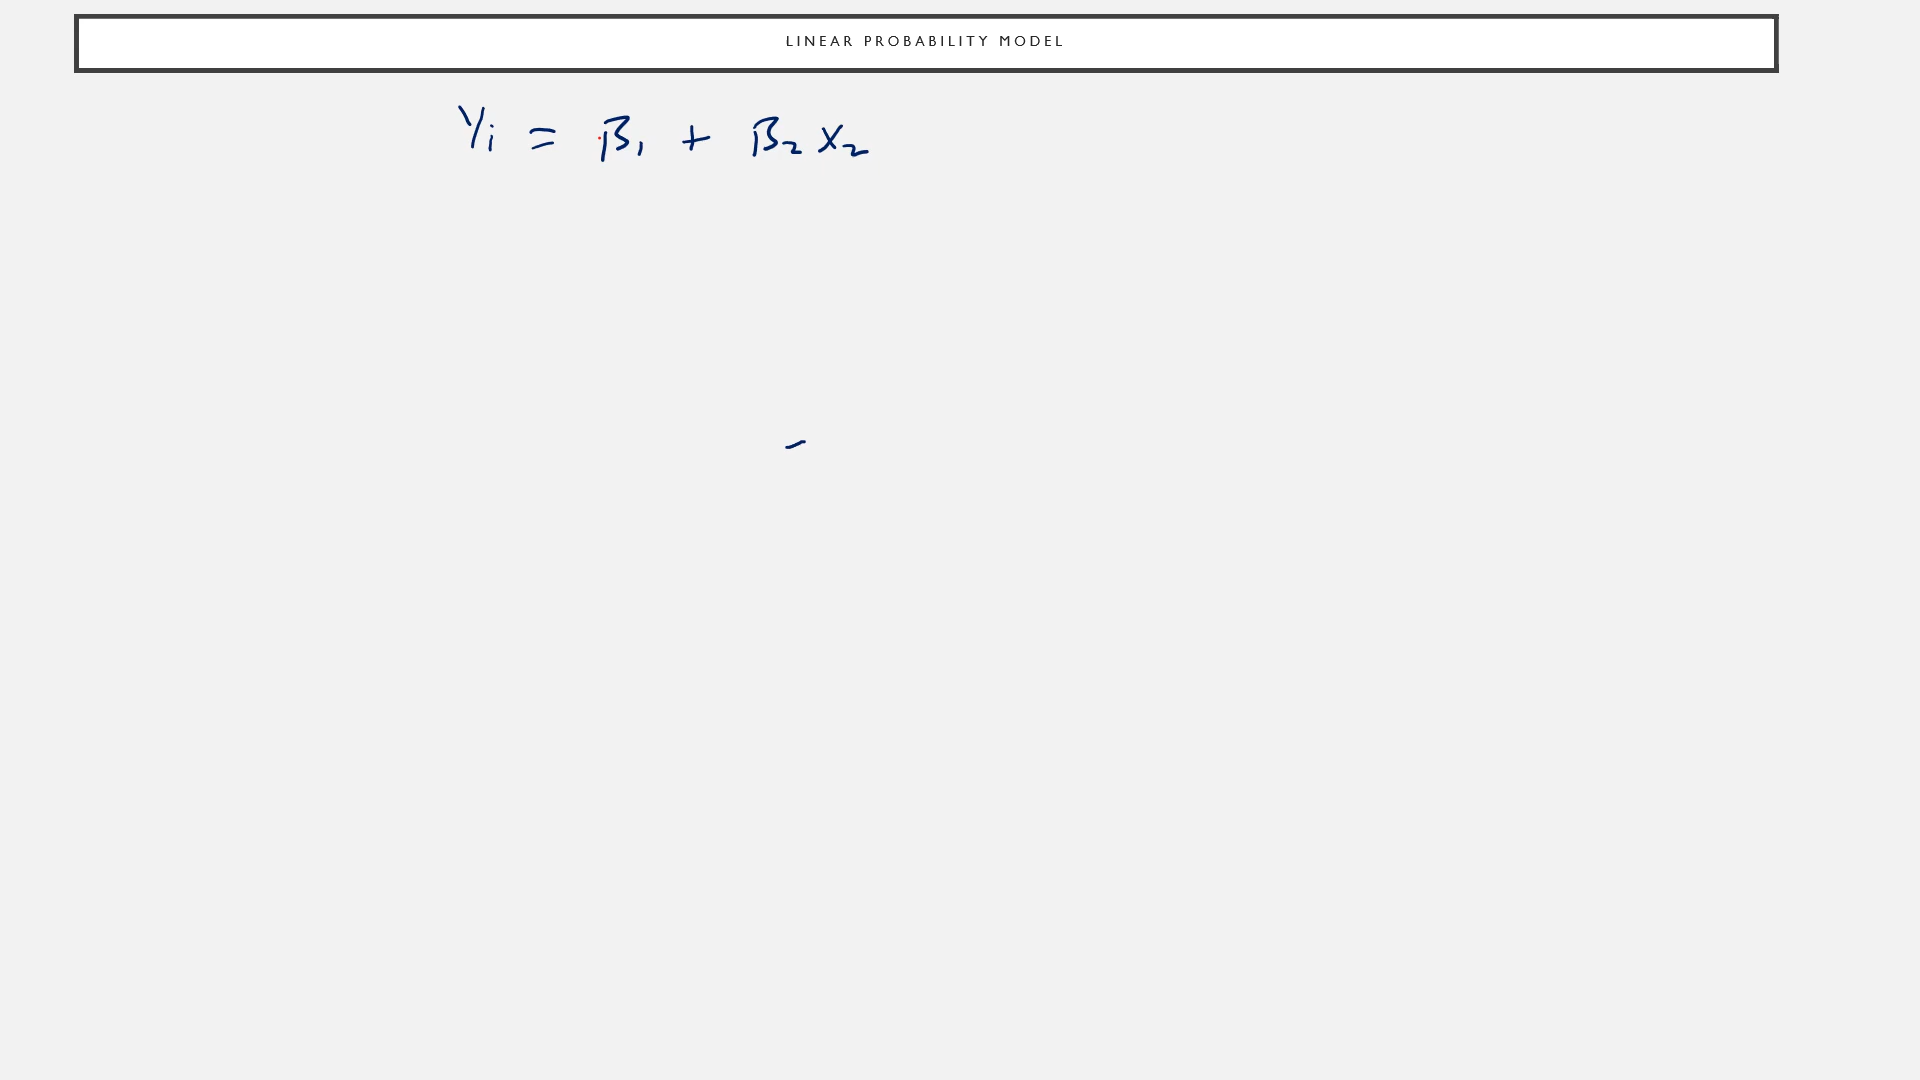 LINEAR PROBABILITY MODEL
Yi = β1 + β2 x2